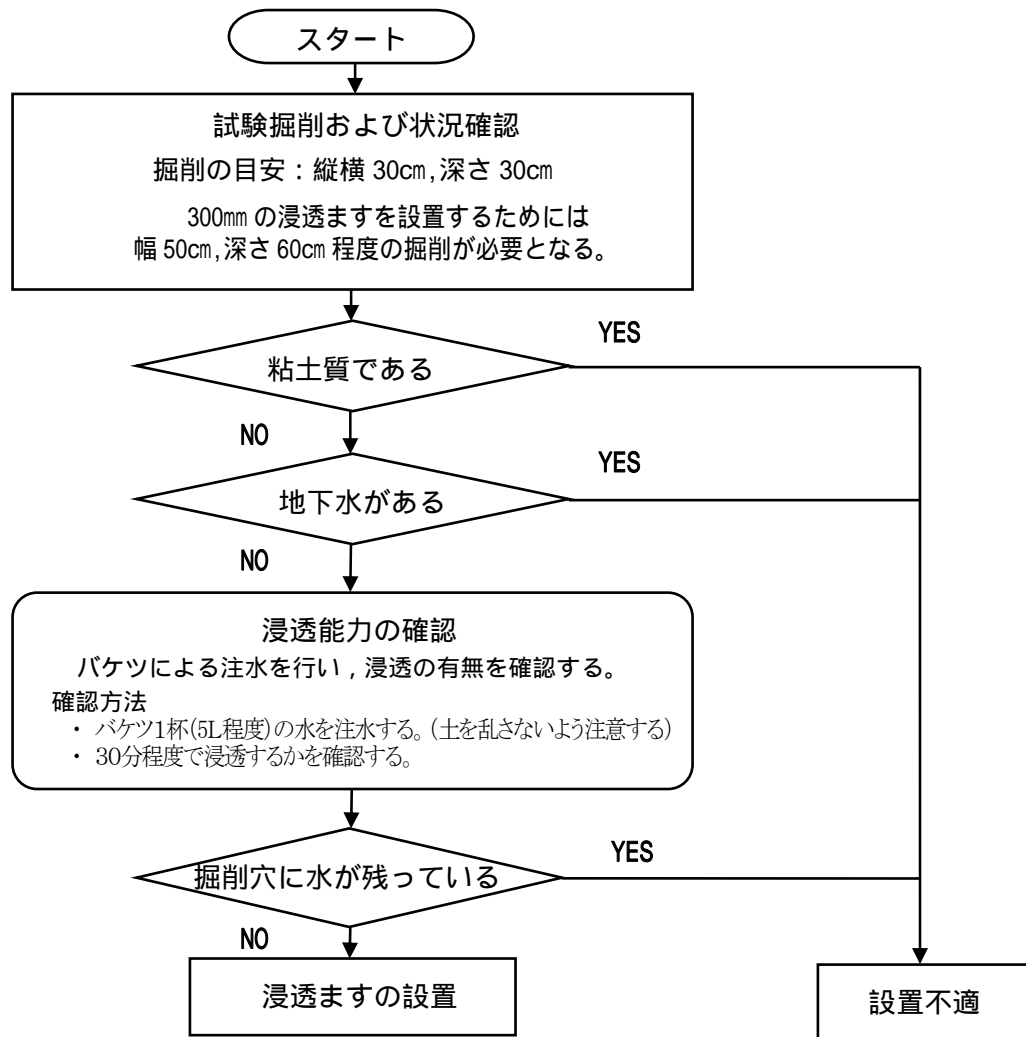 スタート
試験掘削および状況確認
掘削の目安：縦横 30㎝,深さ 30㎝
300㎜ の浸透ますを設置するためには
幅 50㎝,深さ 60㎝ 程度の掘削が必要となる。
YES
粘土質である
NO
YES
地下水がある
NO
浸透能力の確認
バケツによる注水を行い，浸透の有無を確認する。
確認方法
・ バケツ1杯(5L程度)の水を注水する。（土を乱さないよう注意する）
・ 30分程度で浸透するかを確認する。
YES
掘削穴に水が残っている
NO
浸透ますの設置
設置不適